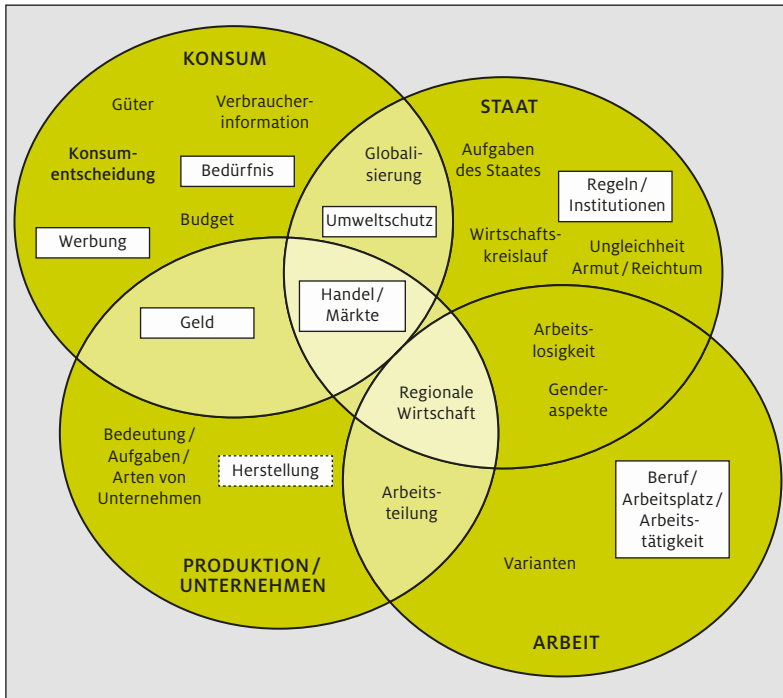 KONSUM
Güter
Verbraucher-
information
Konsum-
entscheidung
Bedürfnis
Budget
Werbung
Globali-
sierung
Umweltschutz
STAAT
Aufgaben
des Staates
Regeln /
Institutionen
Wirtschafts-
kreislauf
Ungleichheit
Armut / Reichtum
Geld
Handel /
Märkte
Arbeits-
losigkeit
Gender-
aspekte
Regionale
Wirtschaft
Bedeutung /
Aufgaben /
Arten von
Unternehmen
Herstellung
Arbeits-
teilung
Beruf /
Arbeitsplatz /
Arbeits-
tätigkeit
Varianten
PRODUKTION /
UNTERNEHMEN
ARBEIT